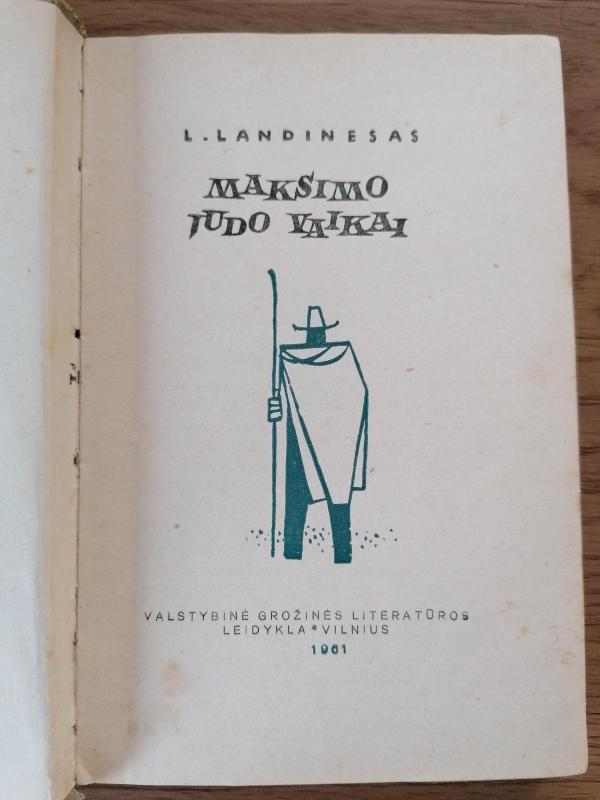 L. LANDINESAS
MAKSIMO
JUDO VAIKAI
VALSTYBINĖ GROŽINĖS LITERATŪROS
LEIDYKLA * VILNIUS
1961